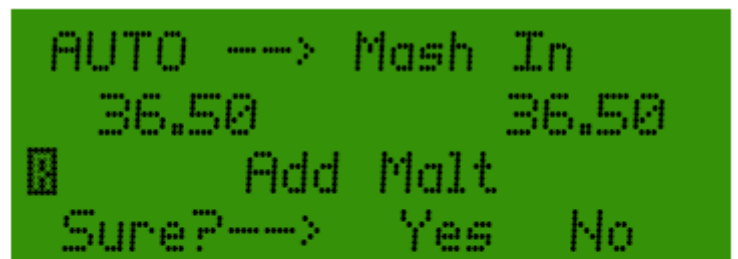 AUTO --> Mash In
36.50 36.50
R Add Malt
Sure?--> Yes No